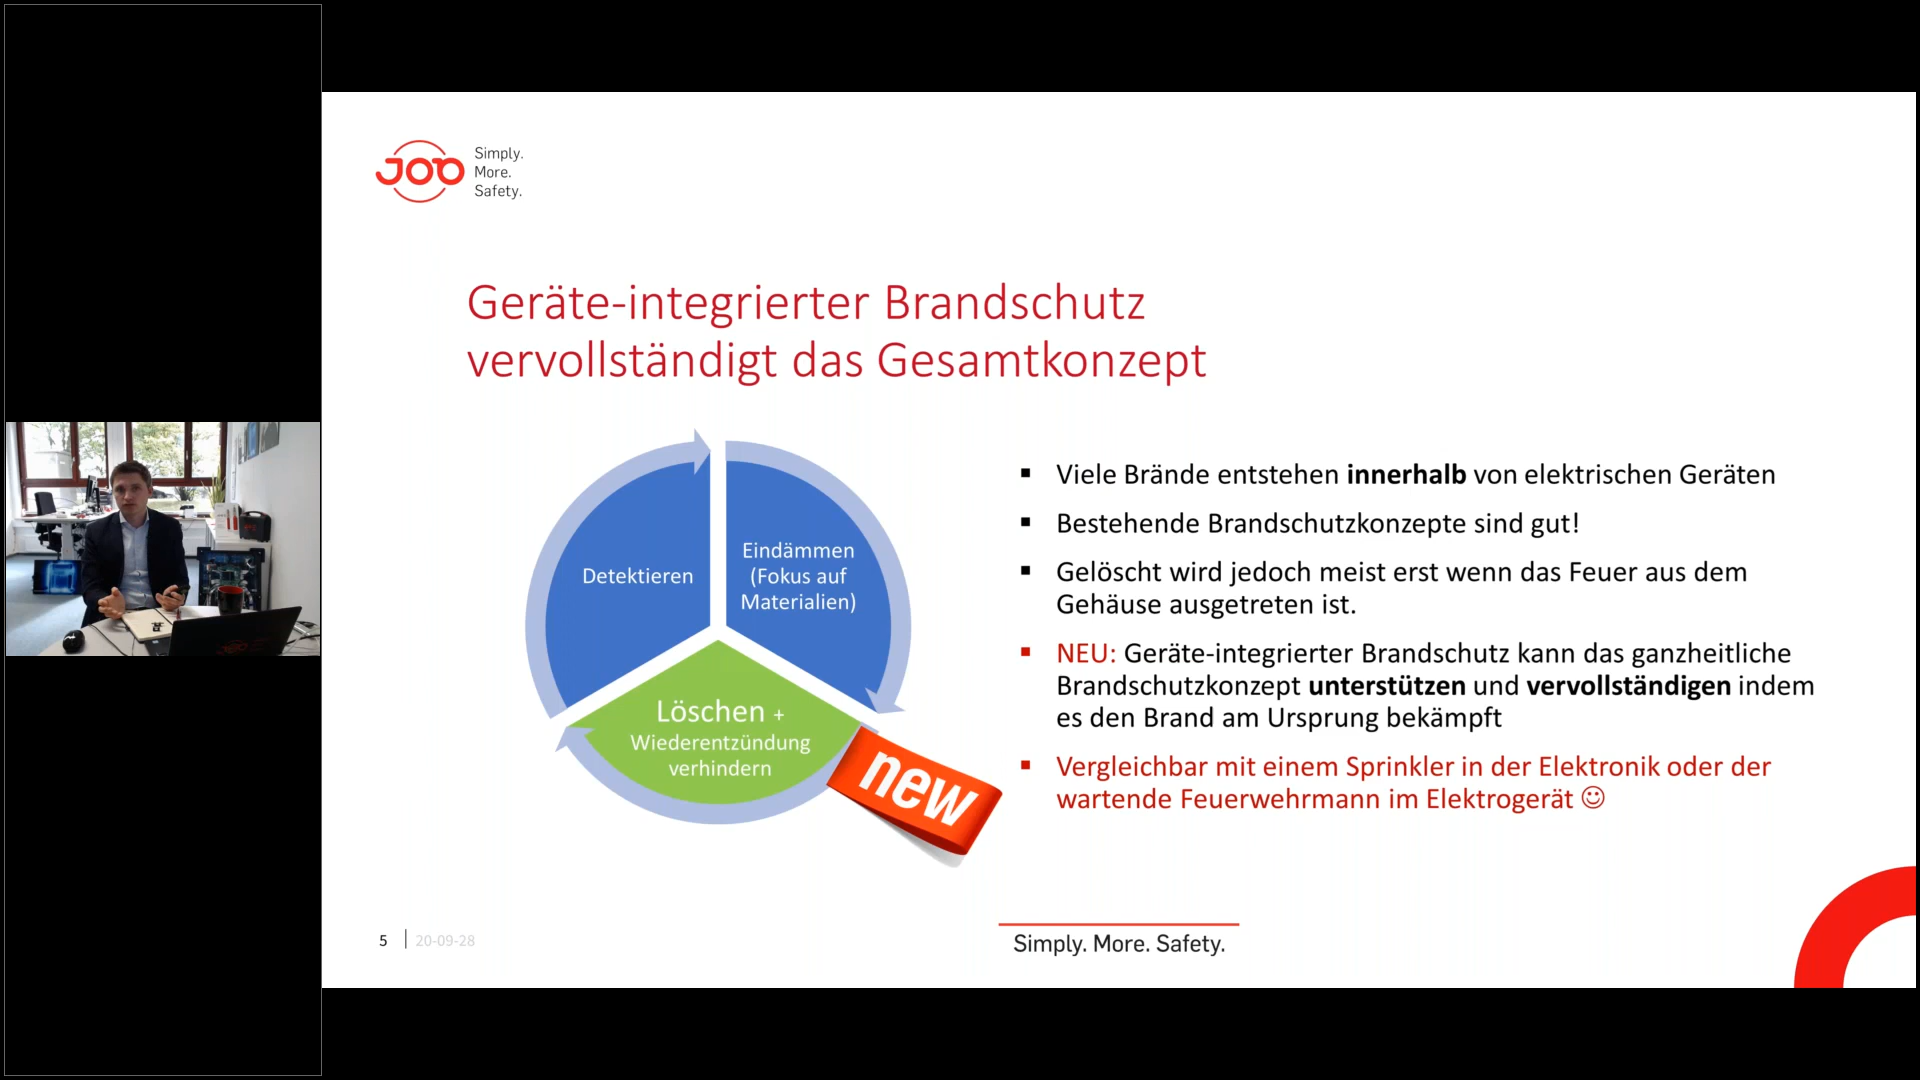 JOB
Simply.
More.
Safety.
Geräte-integrierter Brandschutz
vervollständigt das Gesamtkonzept
Detektieren
Eindämmen
(Fokus auf
Materialien)
Löschen +
Wiederentzündung
verhindern
new
▪ Viele Brände entstehen innerhalb von elektrischen Geräten
▪ Bestehende Brandschutzkonzepte sind gut!
▪ Gelöscht wird jedoch meist erst wenn das Feuer aus dem
Gehäuse ausgetreten ist.
▪ NEU: Geräte-integrierter Brandschutz kann das ganzheitliche
Brandschutzkonzept unterstützen und vervollständigen indem
es den Brand am Ursprung bekämpft
▪ Vergleichbar mit einem Sprinkler in der Elektronik oder der
wartende Feuerwehrmann im Elektrogerät ☺
5 | 20-09-28
Simply. More. Safety.